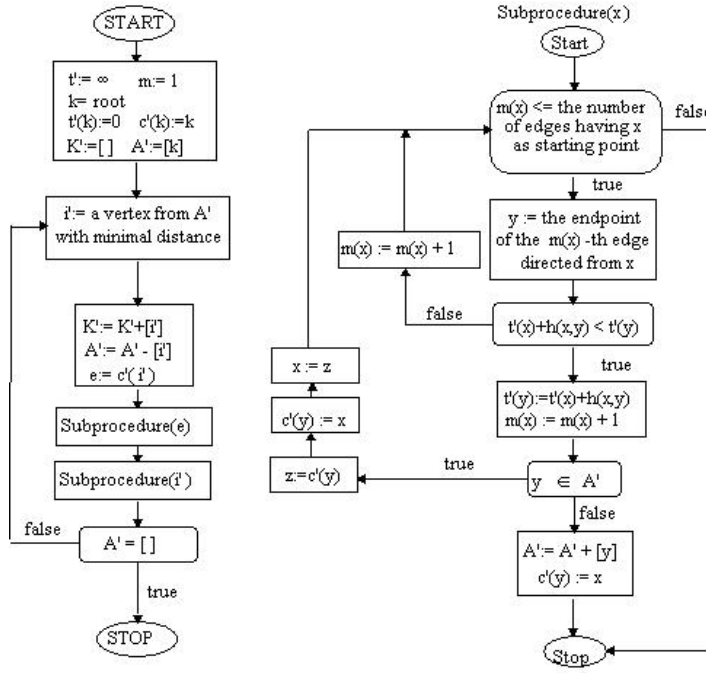 START
t':= ∞ m:= 1
k= root
t'(k):=0 c'(k):=k
K':=[ ] A':=[k]
i':= a vertex from A'
with minimal distance
K':= K'+[i']
A':= A' - [i']
e:= c'(i')
Subprocedure(e)
Subprocedure(i')
false
A' = [ ]
true
STOP
Subprocedure(x)
Start
m(x) <= the number
of edges having x
as starting point
false
true
y := the endpoint
of the m(x) -th edge
directed from x
m(x) := m(x) + 1
false
t'(x)+h(x,y) < t'(y)
true
x := z
t'(y):=t'(x)+h(x,y)
m(x) := m(x) + 1
c'(y) := x
true
z:=c'(y)
y ∈ A'
false
A':= A' + [y]
c'(y) := x
Stop